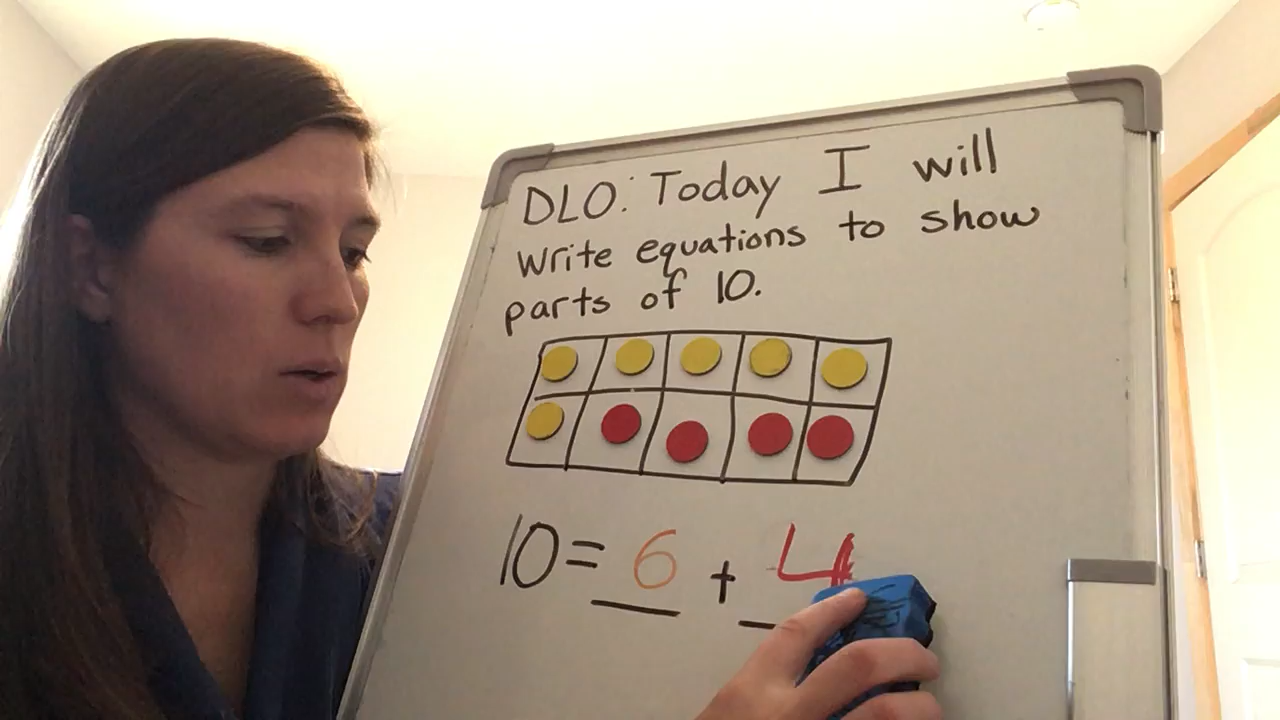 DLO: Today I will
write equations to show
parts of 10.
10 = 6 + 4